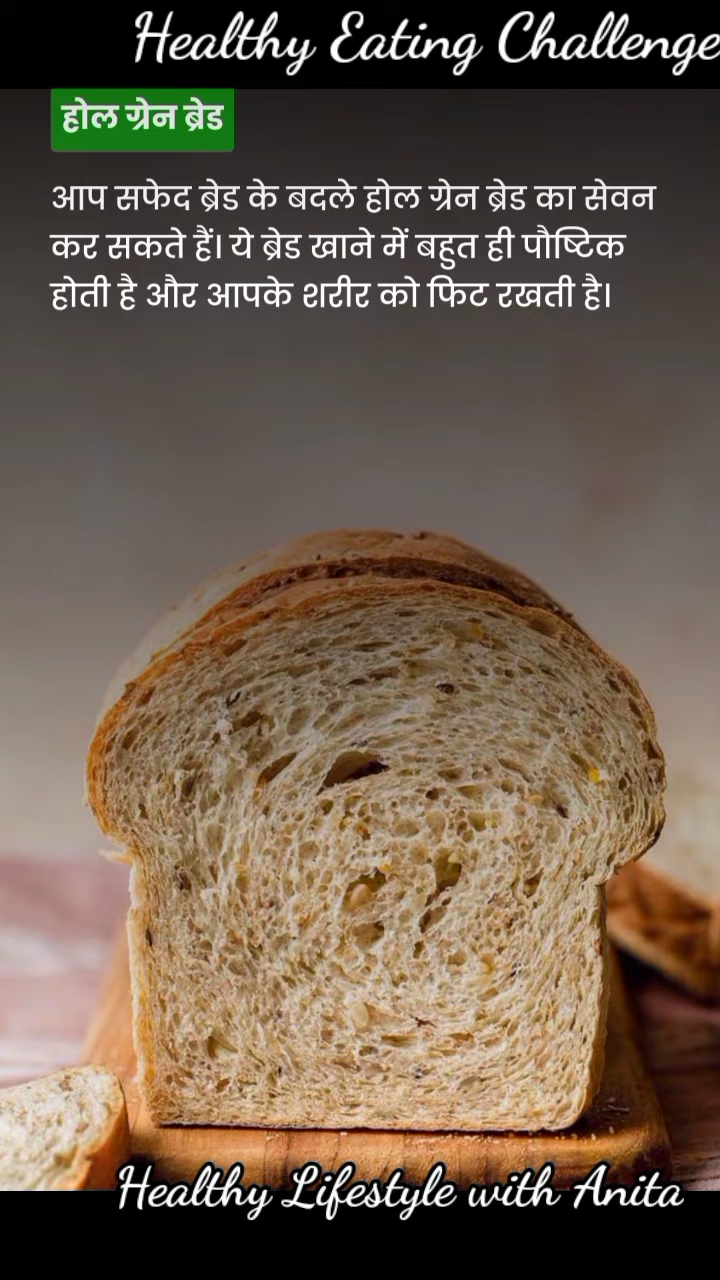 Healthy Eating Challenge
होल ग्रेन ब्रेड
आप सफेद ब्रेड के बदले होल ग्रेन ब्रेड का सेवन
कर सकते हैं। ये ब्रेड खाने में बहुत ही पौष्टिक
होती है और आपके शरीर को फिट रखती है।
Healthy Lifestyle with Anita